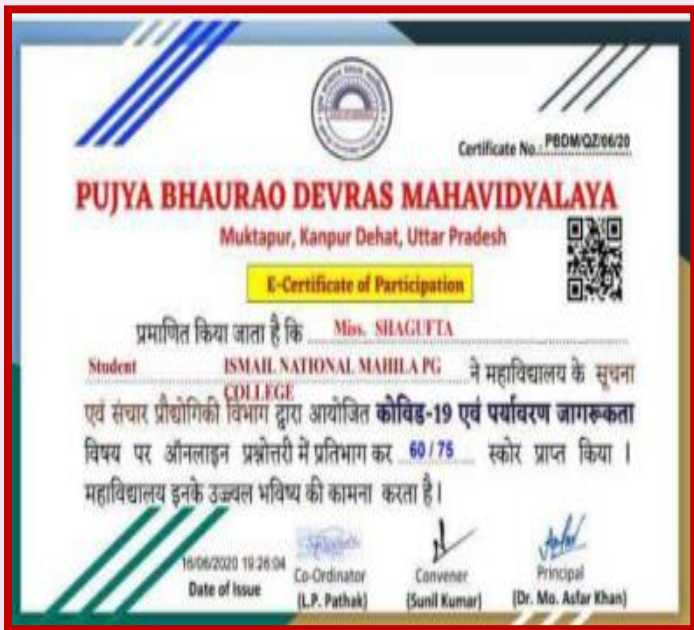 Certificate No.: PBDM/QZ/06/20
PUJYA BHAURAO DEVRAS MAHAVIDYALAYA
Muktapur, Kanpur Dehat, Uttar Pradesh
E-Certificate of Participation
प्रमाणित किया जाता है कि Miss. SHAGUFTA
Student ISMAIL NATIONAL MAHILA PG COLLEGE ने महाविद्यालय के सूचना
एवं संचार प्रौद्योगिकी विभाग द्वारा आयोजित कोविड-19 एवं पर्यावरण जागरूकता
विषय पर ऑनलाइन प्रश्नोत्तरी में प्रतिभाग कर 60 / 75 स्कोर प्राप्त किया ।
महाविद्यालय इनके उज्ज्वल भविष्य की कामना करता है।
16/06/2020 19:26:04
Date of Issue
Co-Ordinator
(L.P. Pathak)
Convener
(Sunil Kumar)
Principal
(Dr. Mo. Asfar Khan)